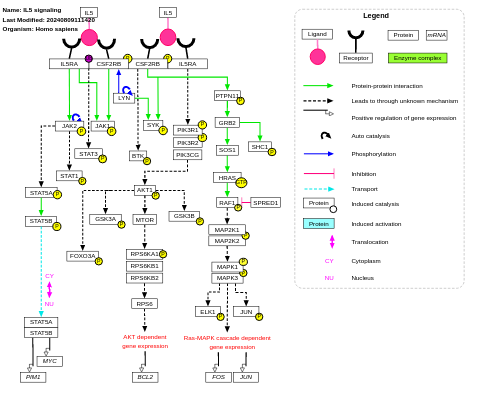 Name: IL5 signaling
Last Modified: 20240809111420
Organism: Homo sapiens
IL5
IL5
IL5RA
CSF2RB
CSF2RB
IL5RA
P
P
LYN
PTPN11
P
JAK2
P
JAK1
P
SYK
P
PIK3R1
P
PIK3R2
P
PIK3CG
GRB2
SOS1
SHC1
P
STAT3
P
BTK
P
STAT1
P
HRAS
GTP
STAT5A
P
AKT1
P
RAF1
P
SPRED1
STAT5B
P
GSK3A
P
MTOR
GSK3B
P
MAP2K1
P
MAP2K2
FOXO3A
P
RPS6KA1
P
RPS6KB1
RPS6KB2
MAPK1
P
MAPK3
P
CY
NU
RPS6
ELK1
P
JUN
P
STAT5A
STAT5B
AKT dependent
gene expression
Ras-MAPK cascade dependent
gene expression
MYC
PIM1
BCL2
FOS
JUN
Legend
Ligand
Protein
mRNA
Receptor
Enzyme complex
Protein-protein interaction
Leads to through unknown mechanism
Positive regulation of gene expression
Auto catalysis
Phosphorylation
Inhibition
Transport
Protein
Induced catalysis
Protein
Induced activation
Translocation
CY
Cytoplasm
NU
Nucleus